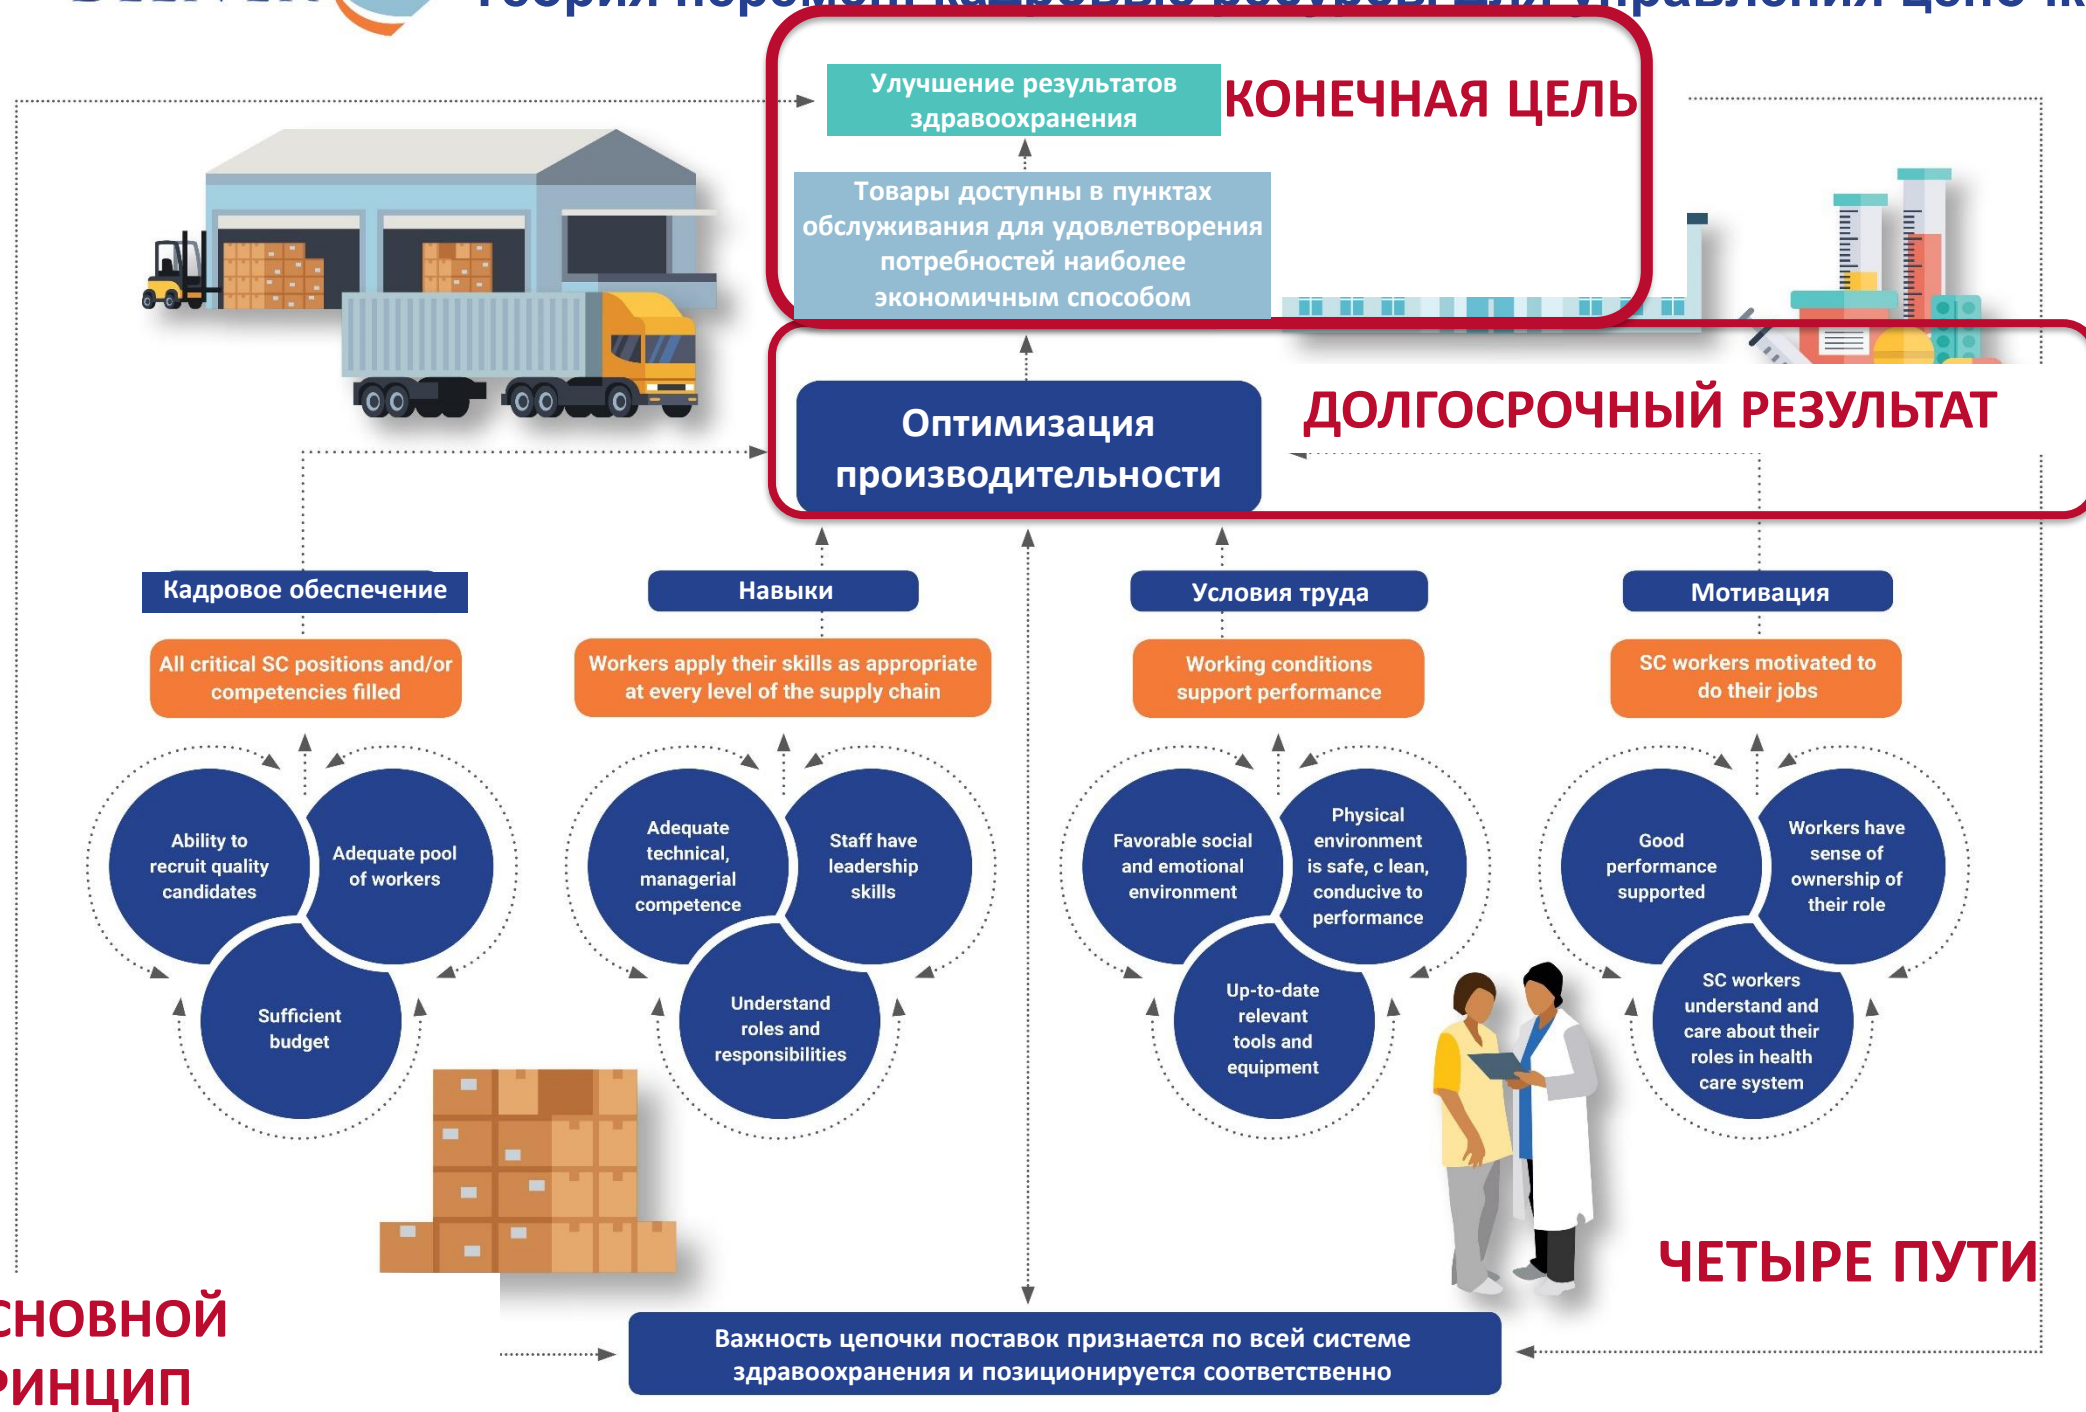 Теория перемен: кадровые ресурсы для управления
Улучшение результатов
здравоохранения
КОНЕЧНАЯ ЦЕЛЬ
Товары доступны в пунктах
обслуживания для удовлетворения
потребностей наиболее
экономичным способом
ДОЛГОСРОЧНЫЙ РЕЗУЛЬТАТ
Оптимизация
производительности
Кадровое обеспечение
Навыки
Условия труда
Мотивация
All critical SC positions and/or
competencies filled
Workers apply their skills as appropriate
at every level of the supply chain
Working conditions
support performance
SC workers motivated to
do their jobs
Ability to
recruit quality
candidates
Adequate pool
of workers
Sufficient
budget
Adequate
technical,
managerial
competence
Staff have
leadership
skills
Understand
roles and
responsibilities
Favorable social
and emotional
environment
Physical
environment
is safe, c lean,
conducive to
performance
Up-to-date
relevant
tools and
equipment
Good
performance
supported
Workers have
sense of
ownership of
their role
SC workers
understand and
care about their
roles in health
care system
ЧЕТЫРЕ ПУТИ
СНОВНОЙ
РИНЦИП
Важность цепочки поставок признается по всей системе
здравоохранения и позиционируется соответственно